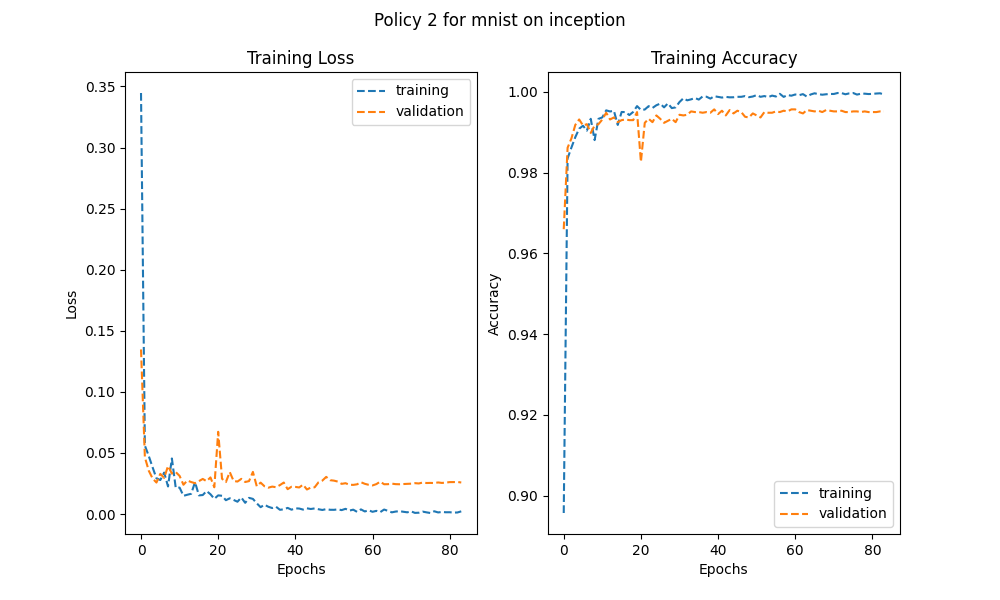 Policy 2 for mnist on inception
Training Loss
0.35
0.30
0.25
0.20
0.15
0.10
0.05
0.00
Loss
0
20
40
60
80
Epochs
training
validation
Training Accuracy
1.00
0.98
0.96
0.94
0.92
0.90
Accuracy
0
20
40
60
80
Epochs
training
validation